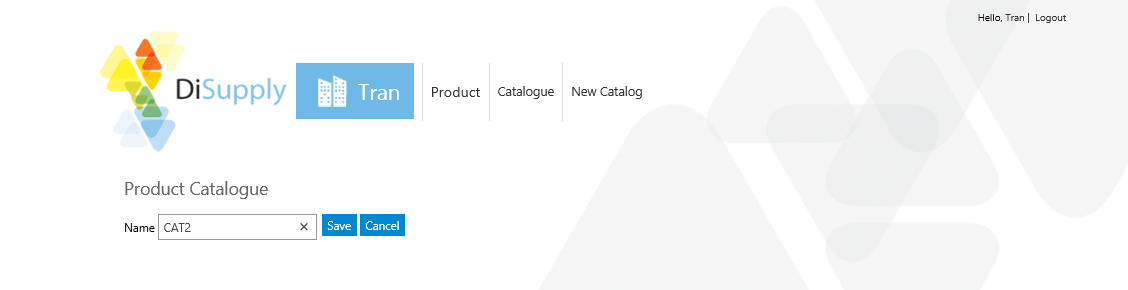 Hello, Tran | Logout
DiSupply
Tran
Product
Catalogue
New Catalog
Product Catalogue
Name CAT2 × Save Cancel